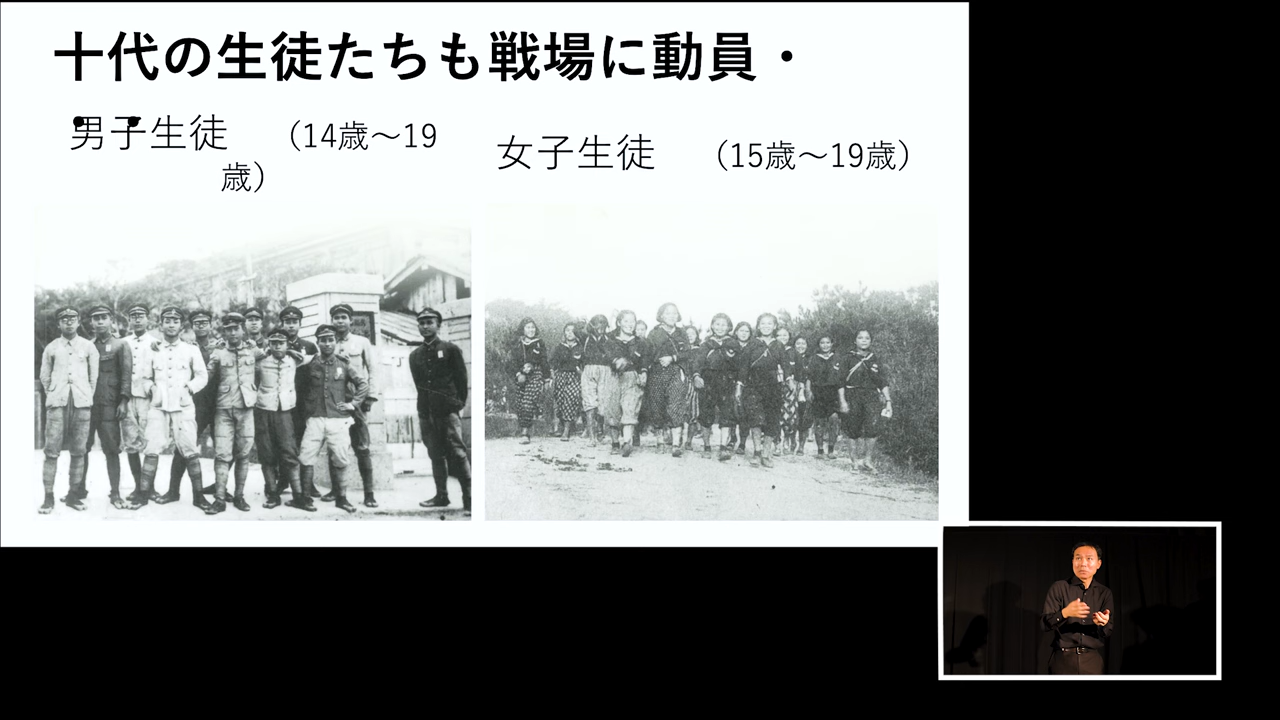 十代の生徒たちも戦場に動員・
男子生徒　（14歳～19
歳）
女子生徒　（15歳～19歳）